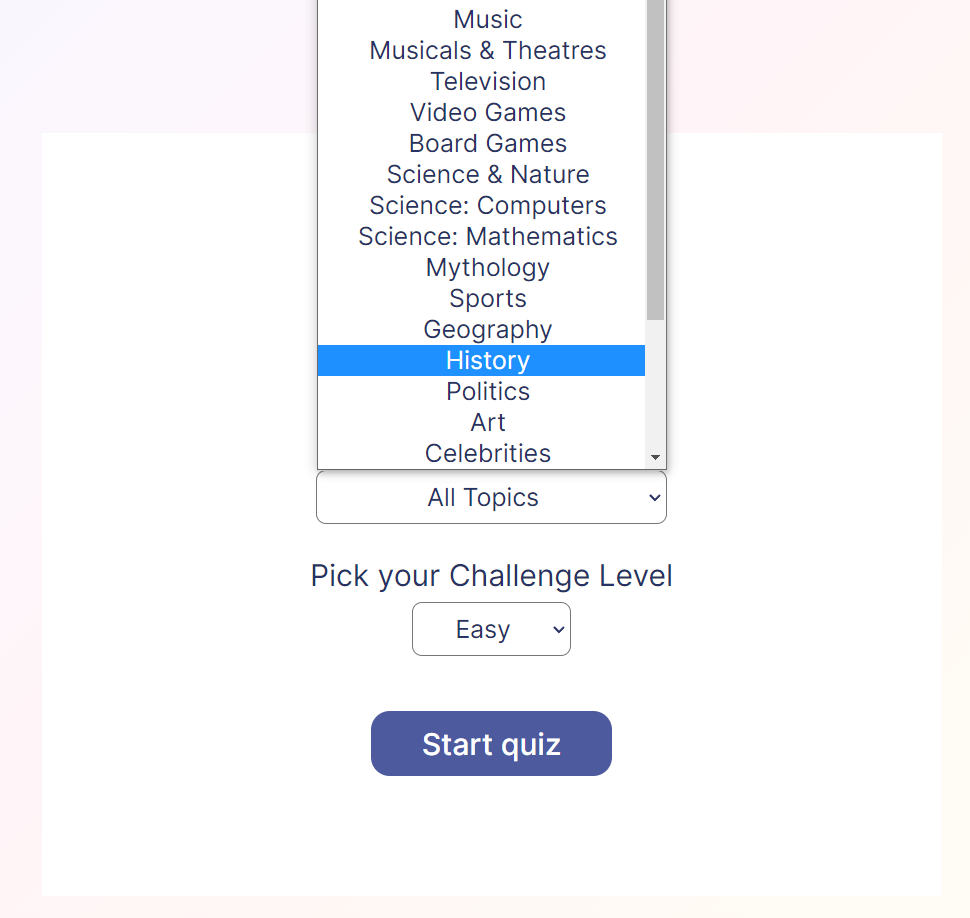 Music
Musicals & Theatres
Television
Video Games
Board Games
Science & Nature
Science: Computers
Science: Mathematics
Mythology
Sports
Geography
History
Politics
Art
Celebrities
All Topics
Pick your Challenge Level
Easy
Start quiz